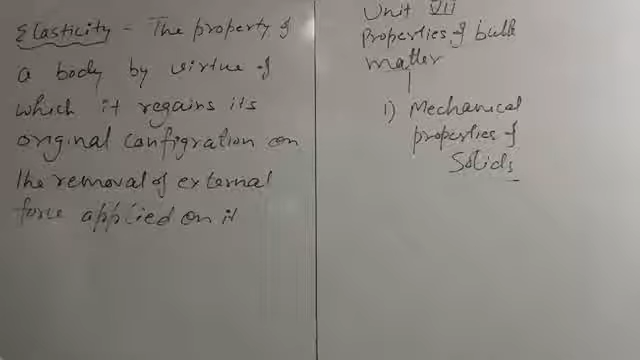 Elasticity - The property of
a body by virtue of
which it regains its
original configration on
the removal of external
force applied on it
Unit VII
Properties of bulk
matter
1) Mechanical
properties of
Solids